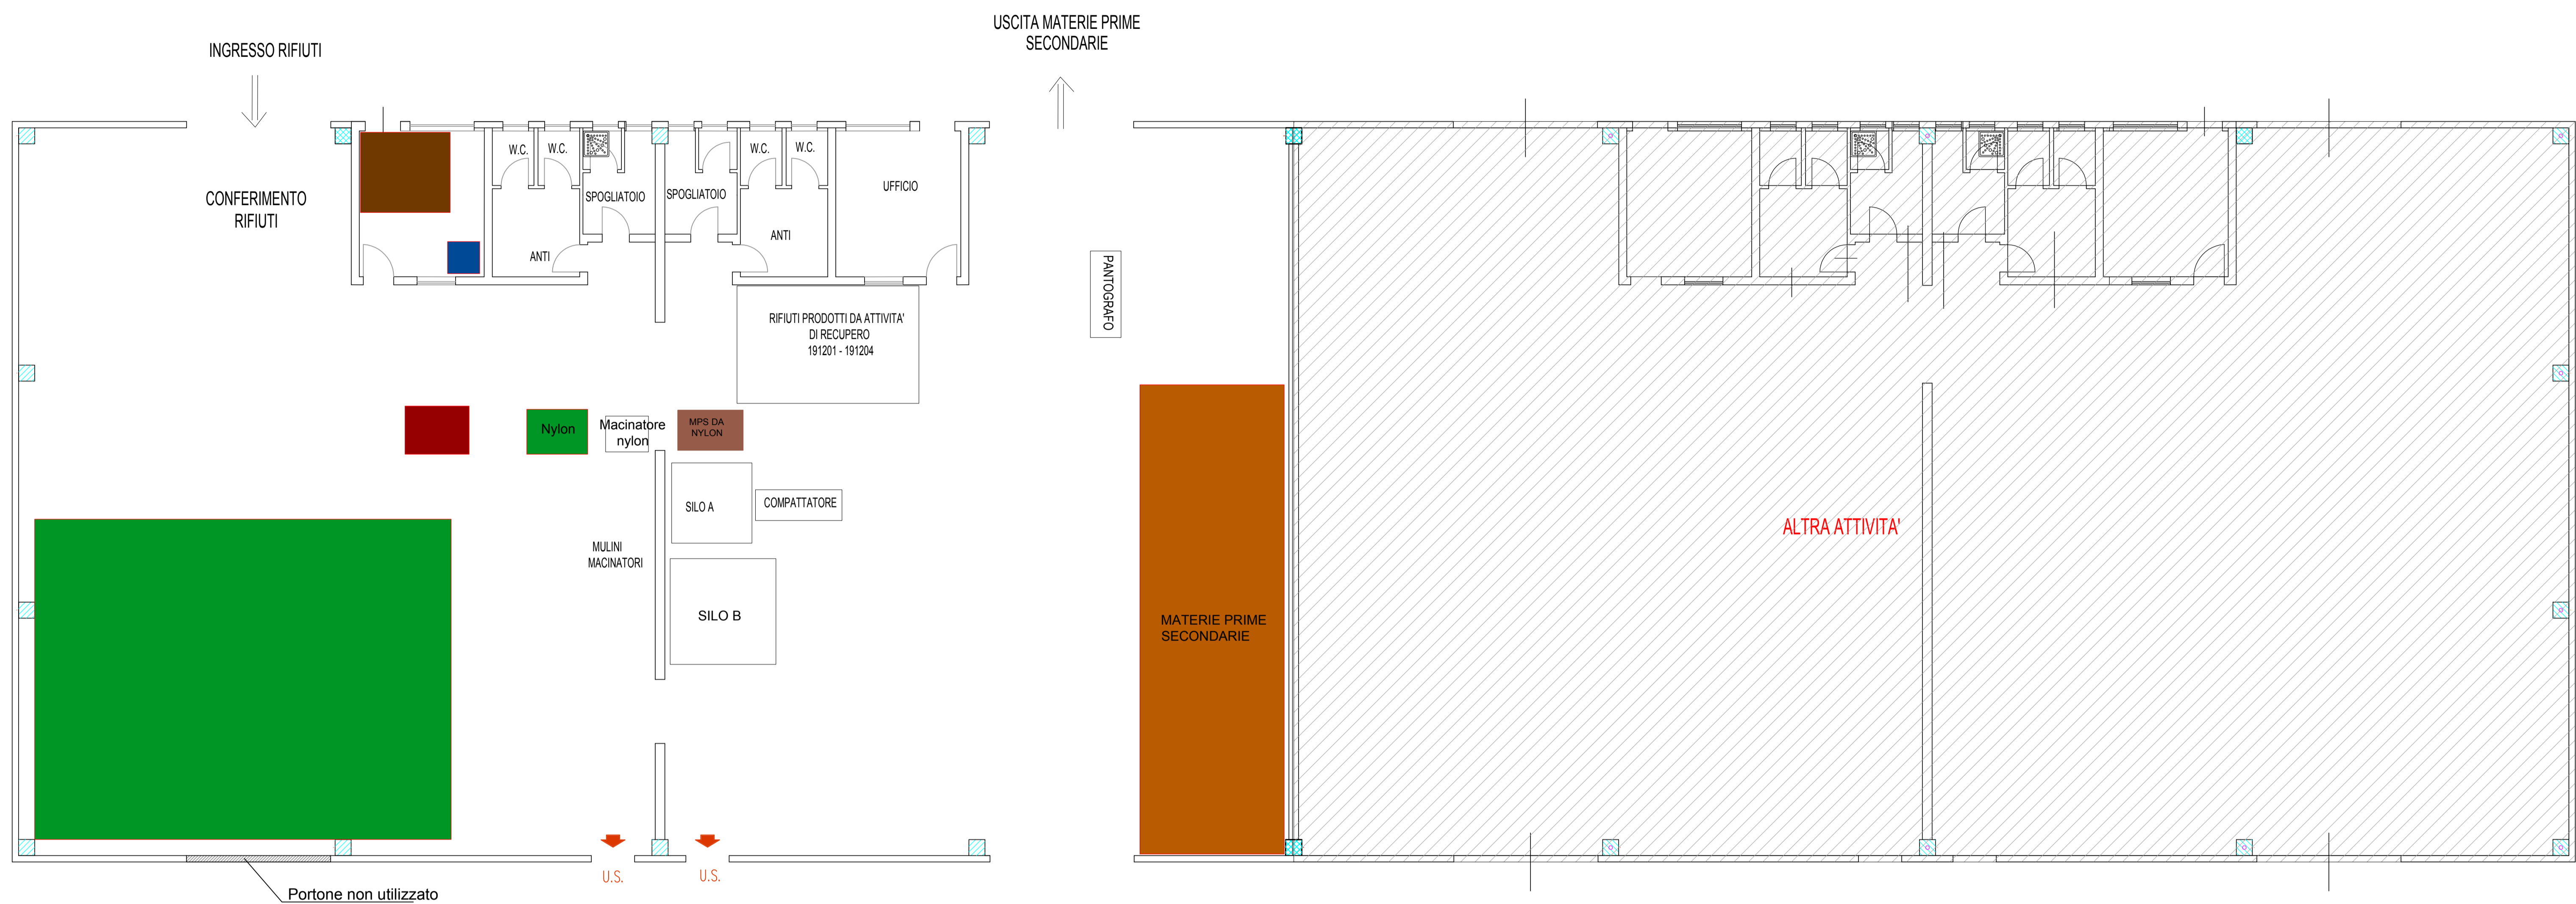 USCITA MATERIE PRIME
SECONDARIE
INGRESSO RIFIUTI
CONFERIMENTO
RIFIUTI
W.C.
W.C.
SPOGLIATOIO
ANTI
SPOGLIATOIO
W.C.
W.C.
ANTI
UFFICIO
PANTOGRAFO
RIFIUTI PRODOTTI DA ATTIVITA'
DI RECUPERO
191201 - 191204
Nylon
Macinatore
nylon
MPS DA
NYLON
SILO A
COMPATTATORE
MULINI
MACINATORI
SILO B
MATERIE PRIME
SECONDARIE
ALTRA ATTIVITA'
U.S.
U.S.
Portone non utilizzato